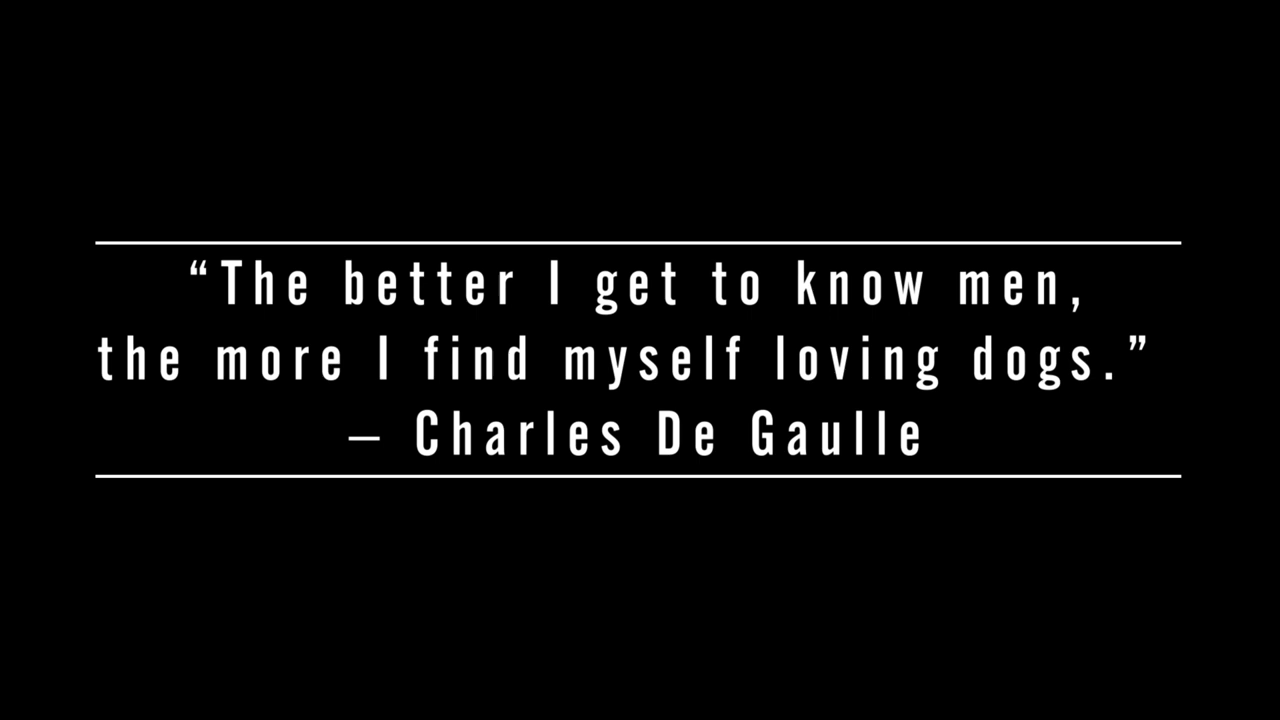 “The better I get to know men,
the more I find myself loving dogs.”
– Charles De Gaulle